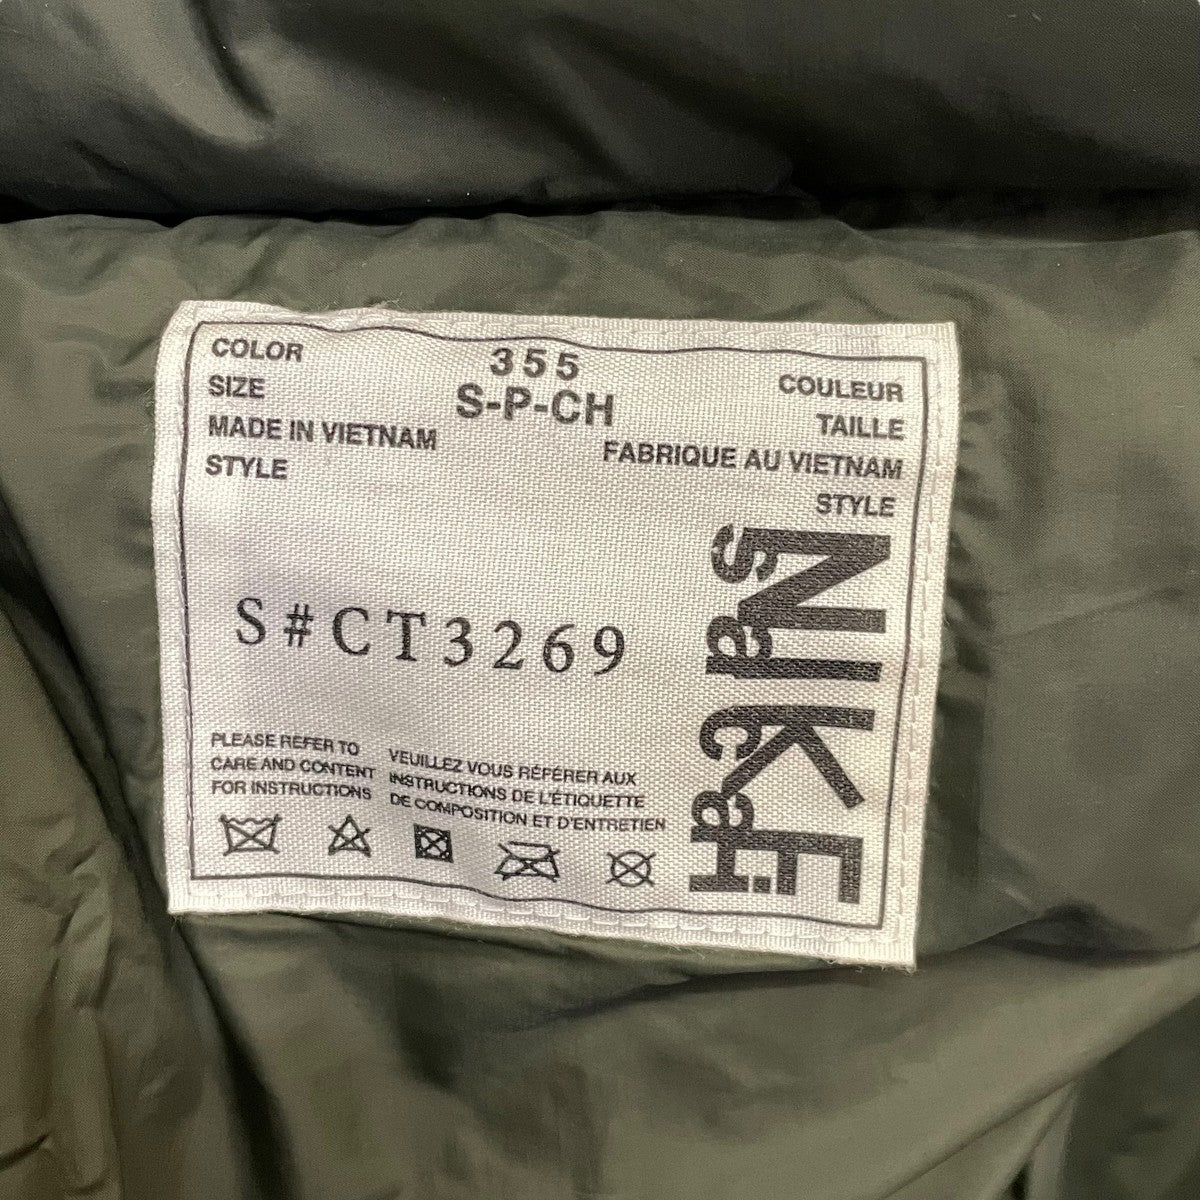 COLOR 355 COULEUR
SIZE S-P-CH TAILLE
MADE IN VIETNAM FABRIQUE AU VIETNAM
STYLE STYLE
S#CT3269
NIKE
sacai
PLEASE REFER TO
CARE AND CONTENT
FOR INSTRUCTIONS
VEUILLEZ VOUS RÉFÉRER AUX
INSTRUCTIONS DE L'ÉTIQUETTE
DE COMPOSITION ET D'ENTRETIEN